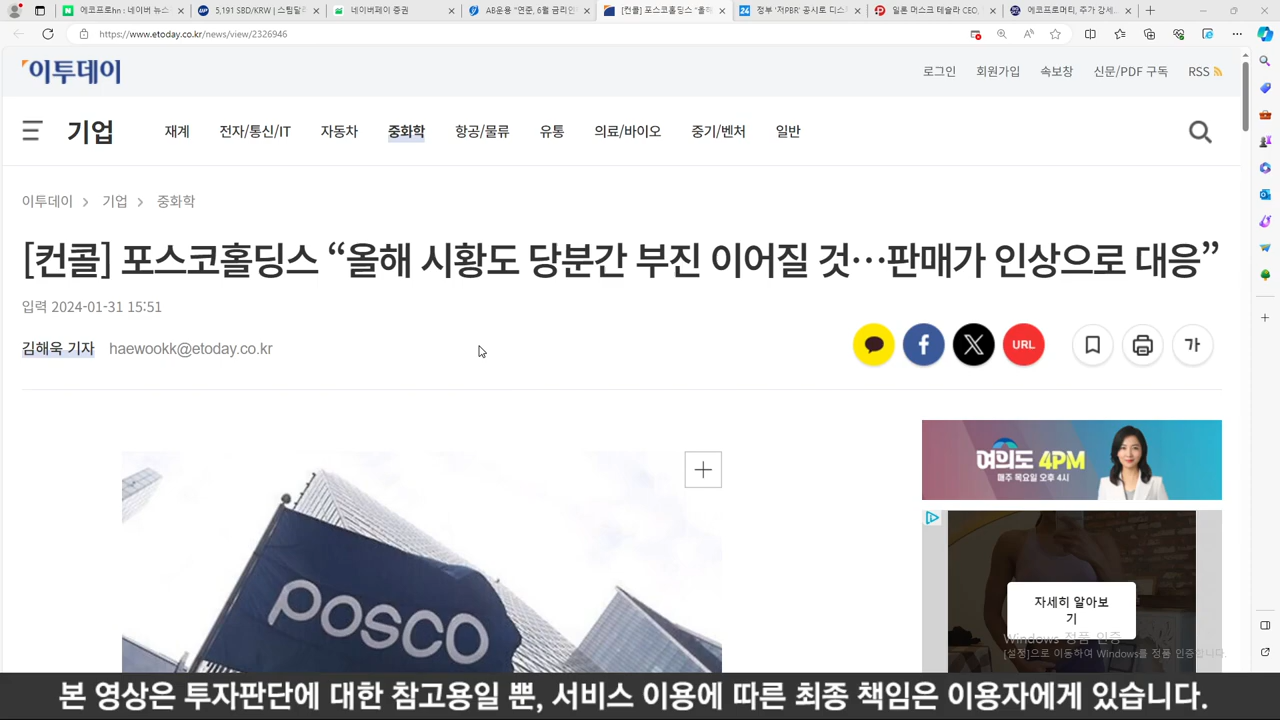 에코프로hn : 네이버 뉴스
5,191 SBD/KRW | 스팀달러
네이버페이 증권
AB운용 "연준, 6월 금리인
[컨콜] 포스코홀딩스 "올해
정부 '저PBR' 공시로 디스
일론 머스크 테슬라 CEO,
에코프로머티, 주가 강세..
https://www.etoday.co.kr/news/view/2326946
이투데이
로그인 회원가입 속보창 신문/PDF 구독 RSS
기업 재계 전자/통신/IT 자동차 중화학 항공/물류 유통 의료/바이오 중기/벤처 일반
이투데이 > 기업 > 중화학
[컨콜] 포스코홀딩스 “올해 시황도 당분간 부진 이어질 것…판매가 인상으로 대응”
입력 2024-01-31 15:51
김해욱 기자 haewookk@etoday.co.kr
URL
가
여의도 4PM
매주 목요일 오후 4시
posco
자세히 알아보
기
Windows 정품 인증
[설정]으로 이동하여 Windows를 정품 인증합니다.
본 영상은 투자판단에 대한 참고용일 뿐, 서비스 이용에 따른 최종 책임은 이용자에게 있습니다.